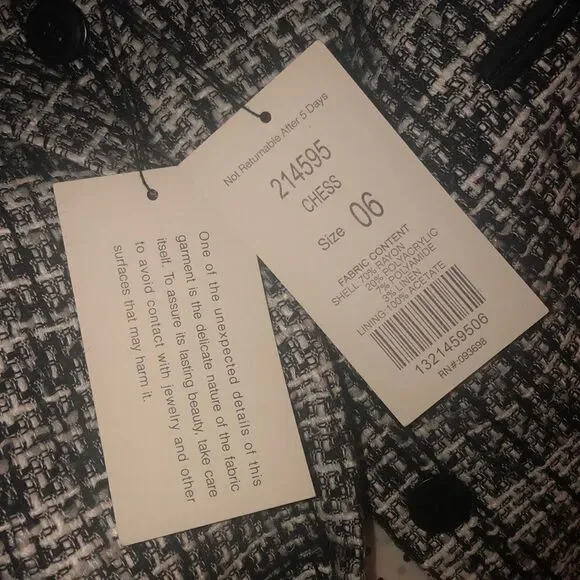 Not Returnable After 5 Days
214595
CHESS
Size 06
FABRIC CONTENT
SHELL 70% RAYON
20% POLYACRYLIC
7% POLYAMIDE
3% LINEN
LINING 100% ACETATE
1321459506
RN#-093698
One of the unexpected details of this
garment is the delicate nature of the fabric
itself. To assure its lasting beauty, take care
to avoid contact with jewelry and other
surfaces that may harm it.